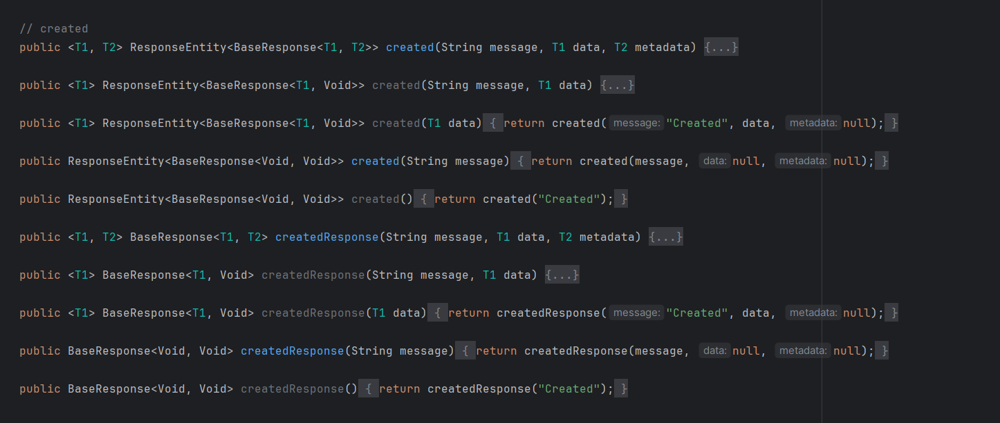 // created
public <T1, T2> ResponseEntity<BaseResponse<T1, T2>> created(String message, T1 data, T2 metadata) {...}
public <T1> ResponseEntity<BaseResponse<T1, Void>> created(String message, T1 data) {...}
public <T1> ResponseEntity<BaseResponse<T1, Void>> created(T1 data) { return created( message: "Created", data, metadata: null); }
public ResponseEntity<BaseResponse<Void, Void>> created(String message) { return created(message, data: null, metadata: null); }
public ResponseEntity<BaseResponse<Void, Void>> created() { return created("Created"); }
public <T1, T2> BaseResponse<T1, T2> createdResponse(String message, T1 data, T2 metadata) {...}
public <T1> BaseResponse<T1, Void> createdResponse(String message, T1 data) {...}
public <T1> BaseResponse<T1, Void> createdResponse(T1 data) { return createdResponse( message: "Created", data, metadata: null); }
public BaseResponse<Void, Void> createdResponse(String message) { return createdResponse(message, data: null, metadata: null); }
public BaseResponse<Void, Void> createdResponse() { return createdResponse("Created"); }